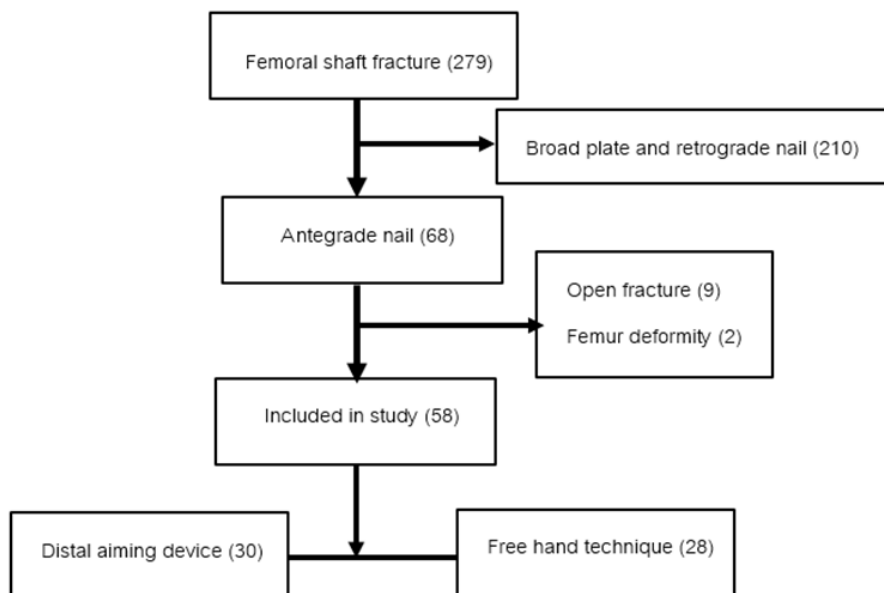 Femoral shaft fracture (279)
Broad plate and retrograde nail (210)
Antegrade nail (68)
Open fracture (9)
Femur deformity (2)
Included in study (58)
Distal aiming device (30)
Free hand technique (28)